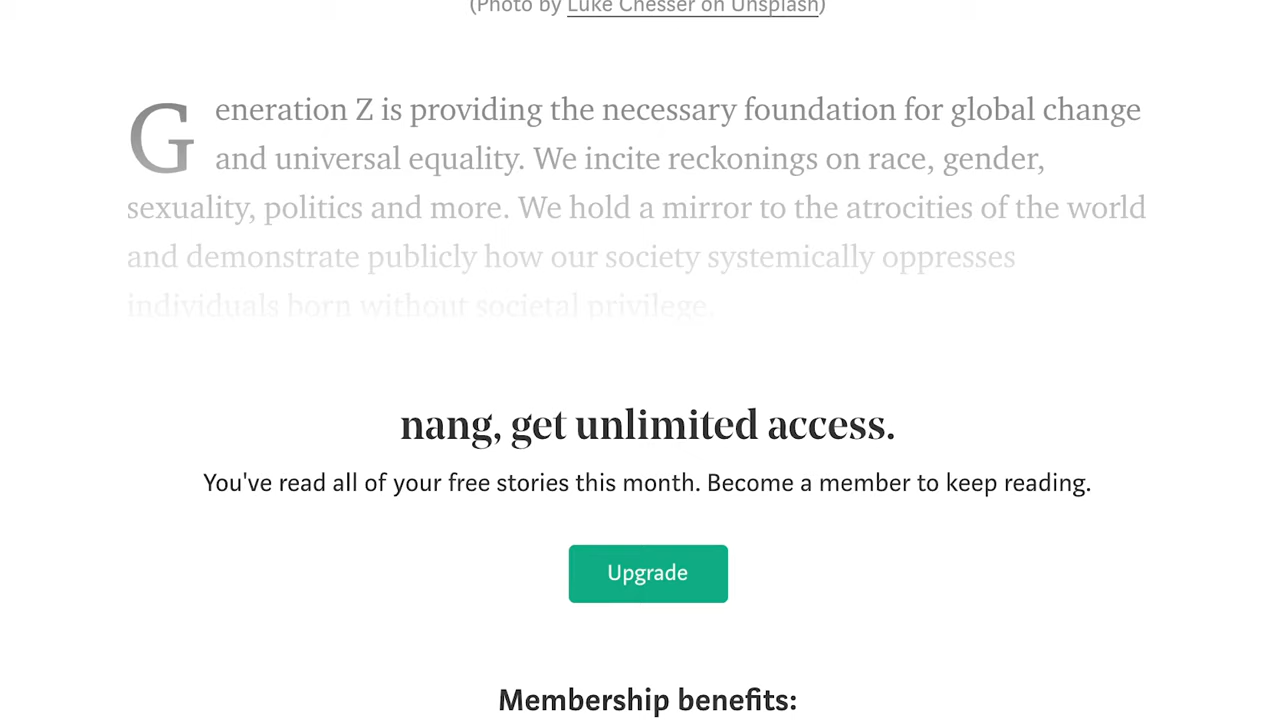 (Photo by Luke Chesser on Unsplash)
Generation Z is providing the necessary foundation for global change
and universal equality. We incite reckonings on race, gender,
sexuality, politics and more. We hold a mirror to the atrocities of the world
and demonstrate publicly how our society systemically oppresses
individuals born without societal privilege.
nang, get unlimited access.
You've read all of your free stories this month. Become a member to keep reading.
Upgrade
Membership benefits: